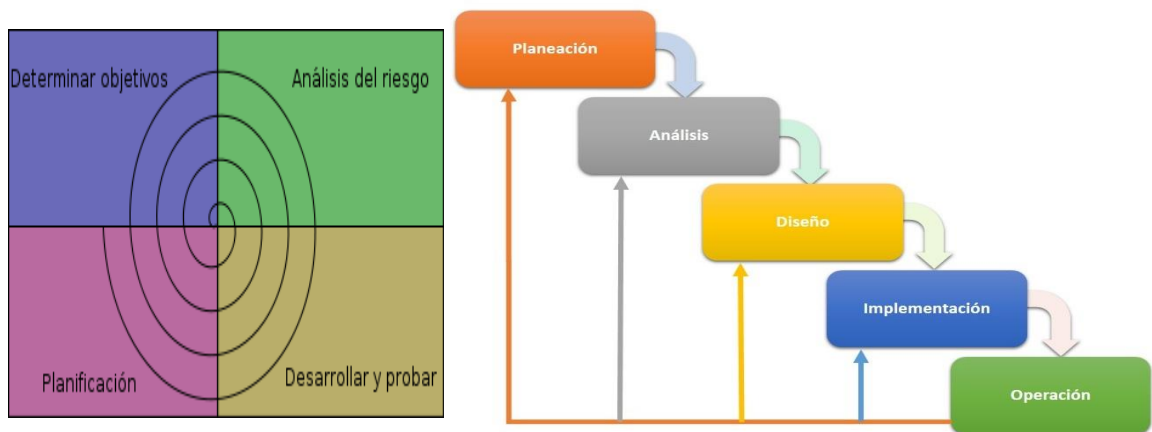 Determinar objetivos
Análisis del riesgo
Planificación
Desarrollar y probar
Planeación
Análisis
Diseño
Implementación
Operación